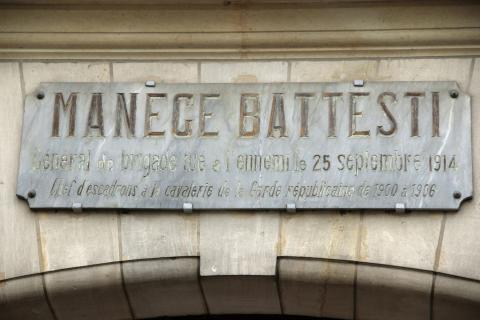 MANEGE BATTESTI
Général de brigade tué à l'ennemi le 25 septembre 1914
Chef d'escadrons à la cavalerie de la Garde républicaine de 1900 à 1906